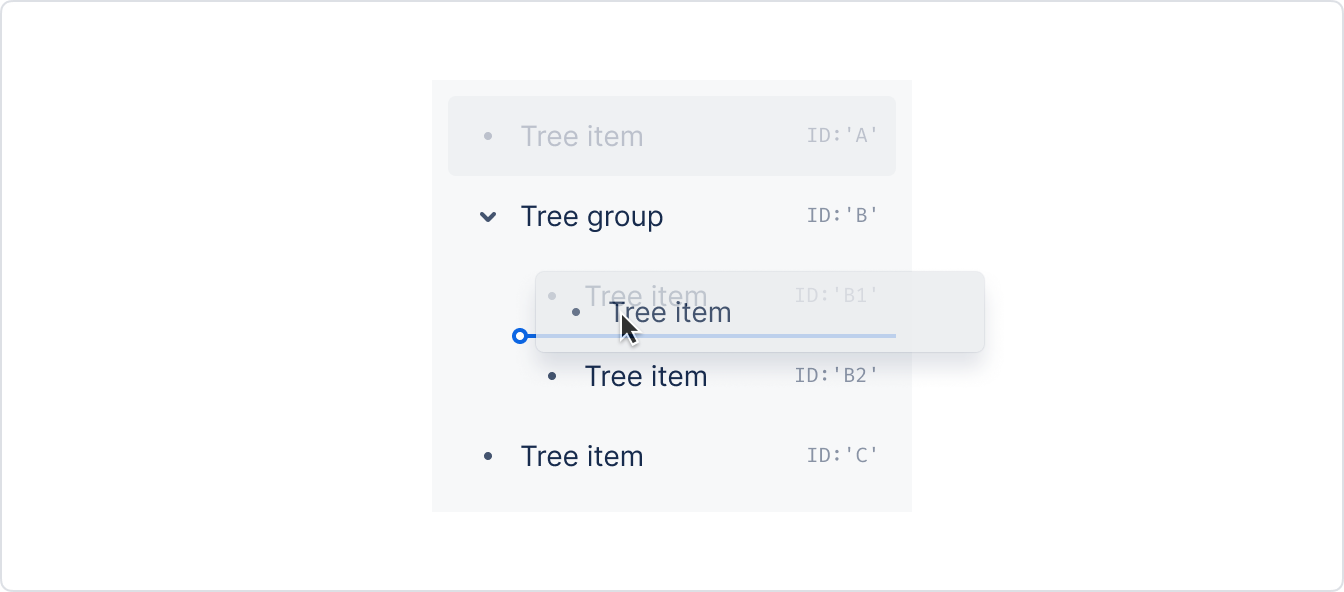 Tree item ID:'A'
Tree group ID:'B'
Tree item ID:'B1'
Tree item
Tree item ID:'B2'
Tree item ID:'C'